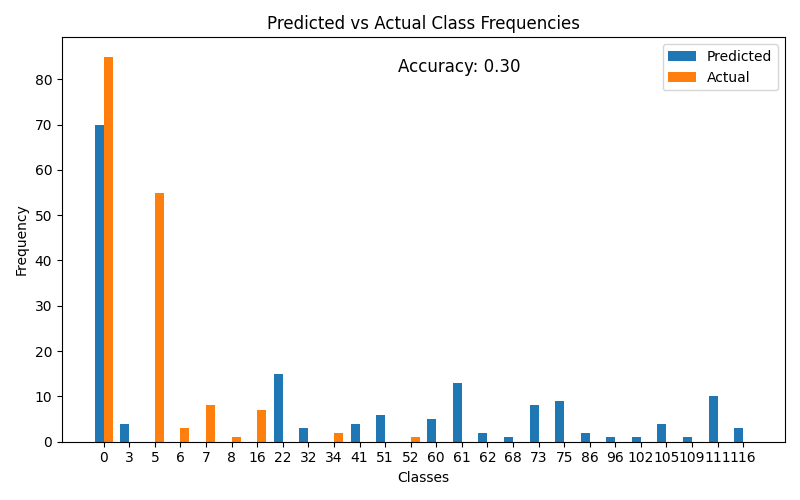 Predicted vs Actual Class Frequencies
Accuracy: 0.30
Predicted
Actual
Frequency
80
70
60
50
40
30
20
10
0
0 3 5 6 7 8 16 22 32 34 41 51 52 60 61 62 68 73 75 86 96 102 105 109 111 116
Classes